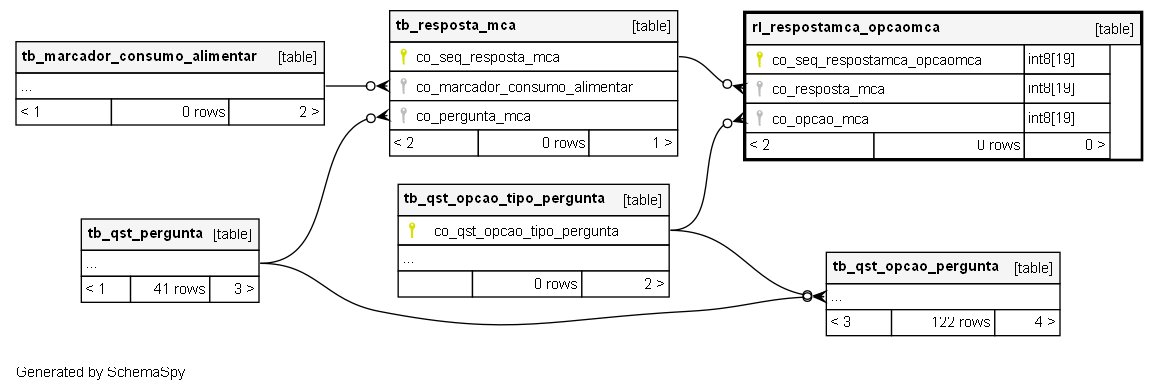 tb_marcador_consumo_alimentar [table]
...
< 1 0 rows 2 >
tb_resposta_mca [table]
co_seq_resposta_mca
co_marcador_consumo_alimentar
co_pergunta_mca
< 2 0 rows 1 >
rl_respostamca_opcaomca [table]
co_seq_respostamca_opcaomca int8[19]
co_resposta_mca int8[19]
co_opcao_mca int8[19]
< 2 0 rows 0 >
tb_qst_pergunta [table]
...
< 1 41 rows 3 >
tb_qst_opcao_tipo_pergunta [table]
co_qst_opcao_tipo_pergunta
...
0 rows 2 >
tb_qst_opcao_pergunta [table]
...
< 3 122 rows 4 >
Generated by SchemaSpy